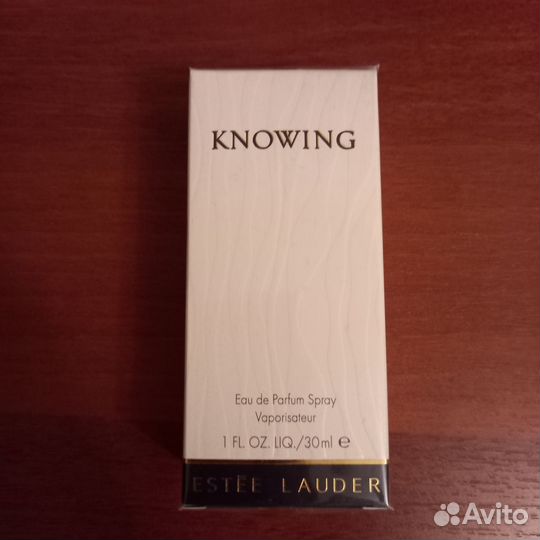 KNOWING
Eau de Parfum Spray
Vaporisateur
1 FL. OZ. LIQ./30ml ℮
ESTĒE LAUDER
Avito